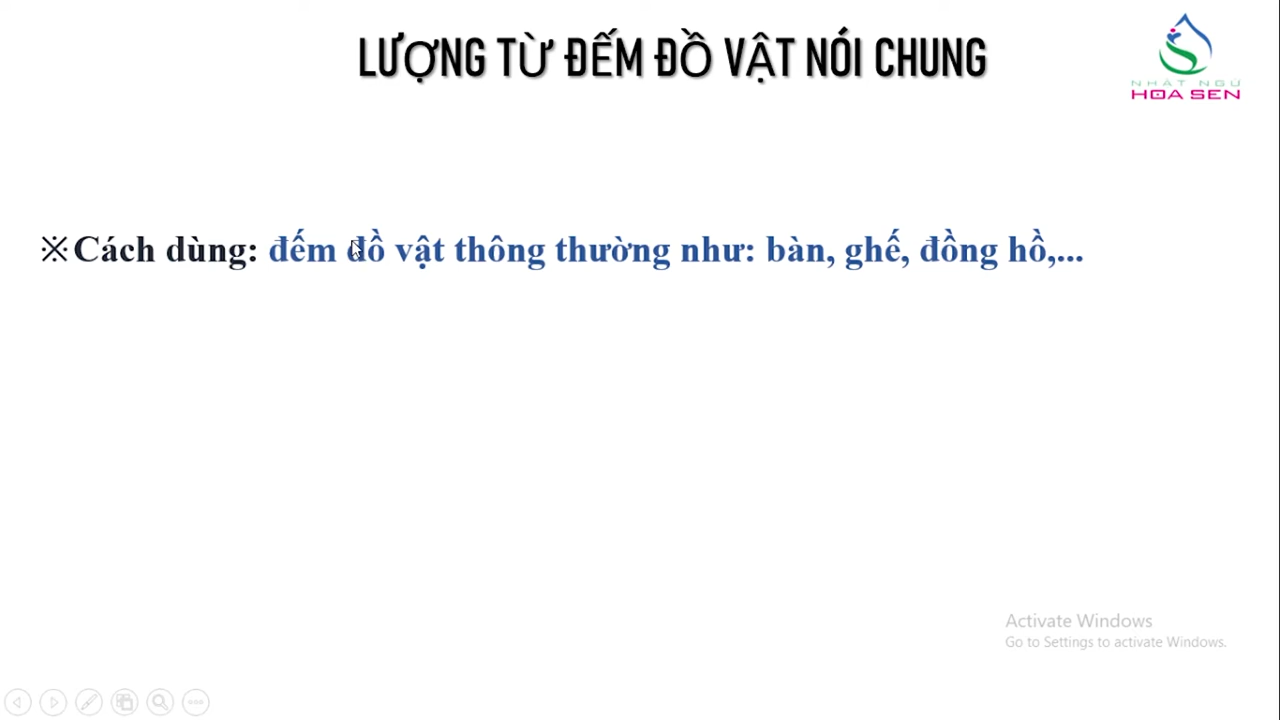 LƯỢNG TỪ ĐẾM ĐỒ VẬT NÓI CHUNG
NHẬT NGỮ
HOA SEN
※Cách dùng: đếm đồ vật thông thường như: bàn, ghế, đồng hồ,...
Activate Windows
Go to Settings to activate Windows.